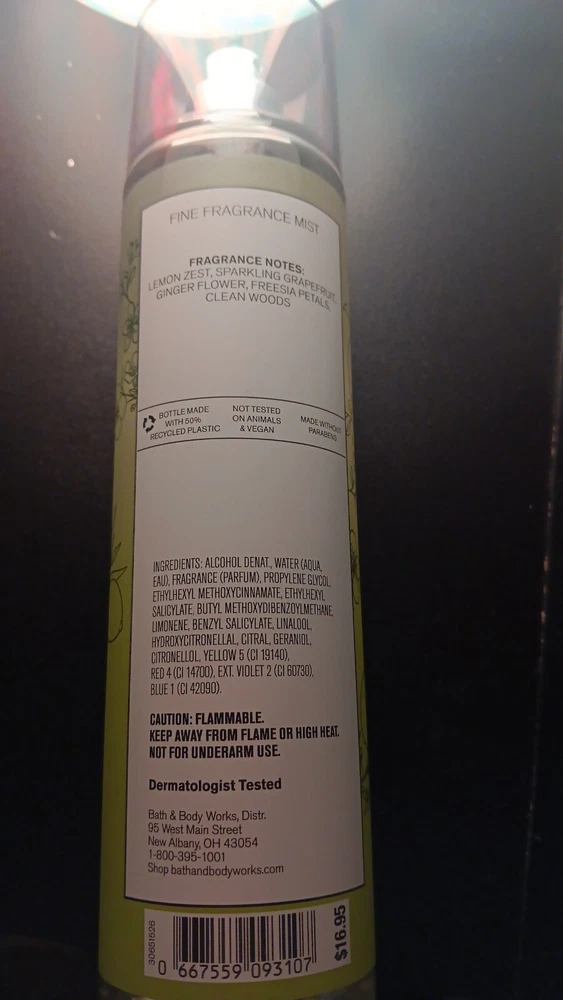 FINE FRAGRANCE MIST
FRAGRANCE NOTES:
LEMON ZEST, SPARKLING GRAPEFRUIT,
GINGER FLOWER, FREESIA PETALS,
CLEAN WOODS
BOTTLE MADE
WITH 50%
RECYCLED PLASTIC
NOT TESTED
ON ANIMALS
& VEGAN
MADE WITHOUT
PARABENS
INGREDIENTS: ALCOHOL DENAT., WATER (AQUA,
EAU), FRAGRANCE (PARFUM), PROPYLENE GLYCOL,
ETHYLHEXYL METHOXYCINNAMATE, ETHYLHEXYL
SALICYLATE, BUTYL METHOXYDIBENZOYLMETHANE,
LIMONENE, BENZYL SALICYLATE, LINALOOL,
HYDROXYCITRONELLAL, CITRAL, GERANIOL,
CITRONELLOL, YELLOW 5 (CI 19140),
RED 4 (CI 14700), EXT. VIOLET 2 (CI 60730),
BLUE 1 (CI 42090).
CAUTION: FLAMMABLE.
KEEP AWAY FROM FLAME OR HIGH HEAT.
NOT FOR UNDERARM USE.
Dermatologist Tested
Bath & Body Works, Distr.
95 West Main Street
New Albany, OH 43054
1-800-395-1001
Shop bathandbodyworks.com
30651526
0 667559 093107
$16.95